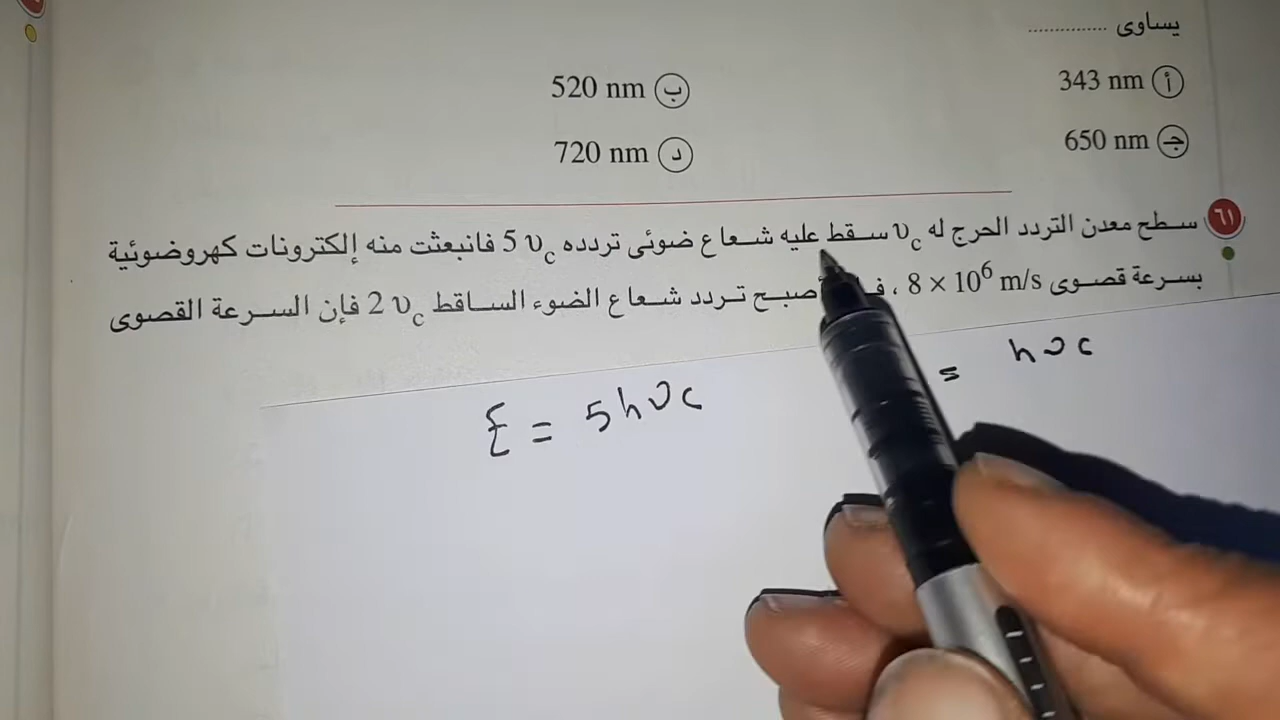 يساوى ..............
أ 343 nm ب 520 nm
جـ 650 nm د 720 nm
٦١ سطح معدن التردد الحرج له υc سقط عليه شعاع ضوئى تردده 5 υc فانبعثت منه إلكترونات كهروضوئية
بسرعة قصوى 8 × 10⁶ m/s ، أصبح تردد شعاع الضوء الساقط 2 υc فإن السرعة القصوى
= hυc
E = 5hυc